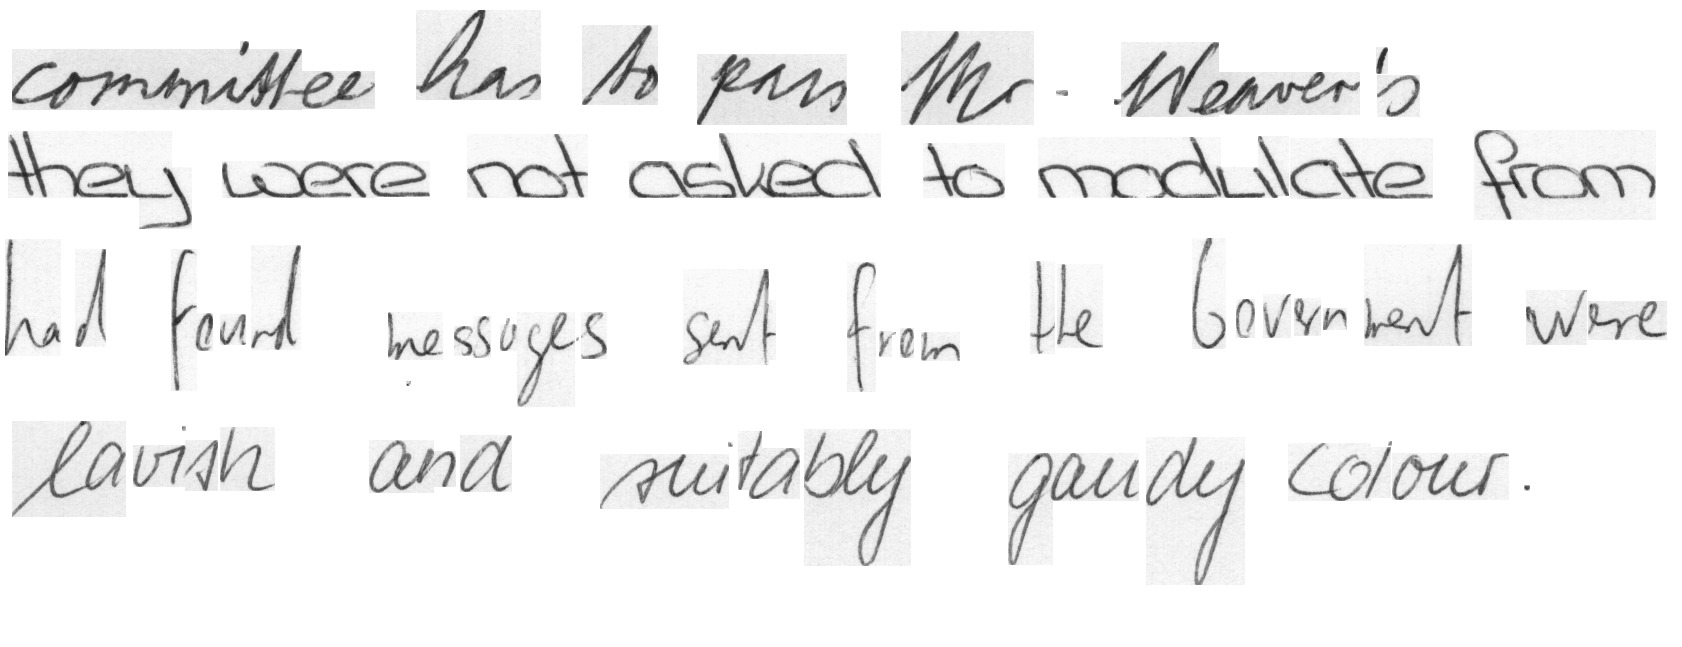 committee has to pass Mr. Weaver's
they were not asked to modulate from
had found messages sent from the Government were
lavish and suitably gaudy colour.